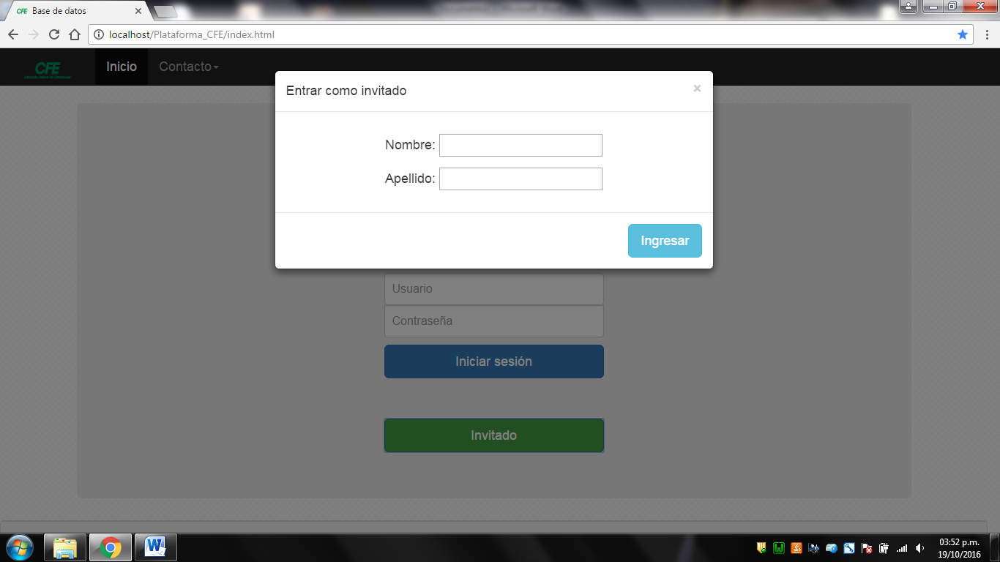 CFE Base de datos
localhost/Plataforma_CFE/index.html
CFE
Inicio Contacto
Entrar como invitado ×
Nombre:
Apellido:
Ingresar
Usuario
Contraseña
Iniciar sesión
Invitado
03:52 p.m.
19/10/2016